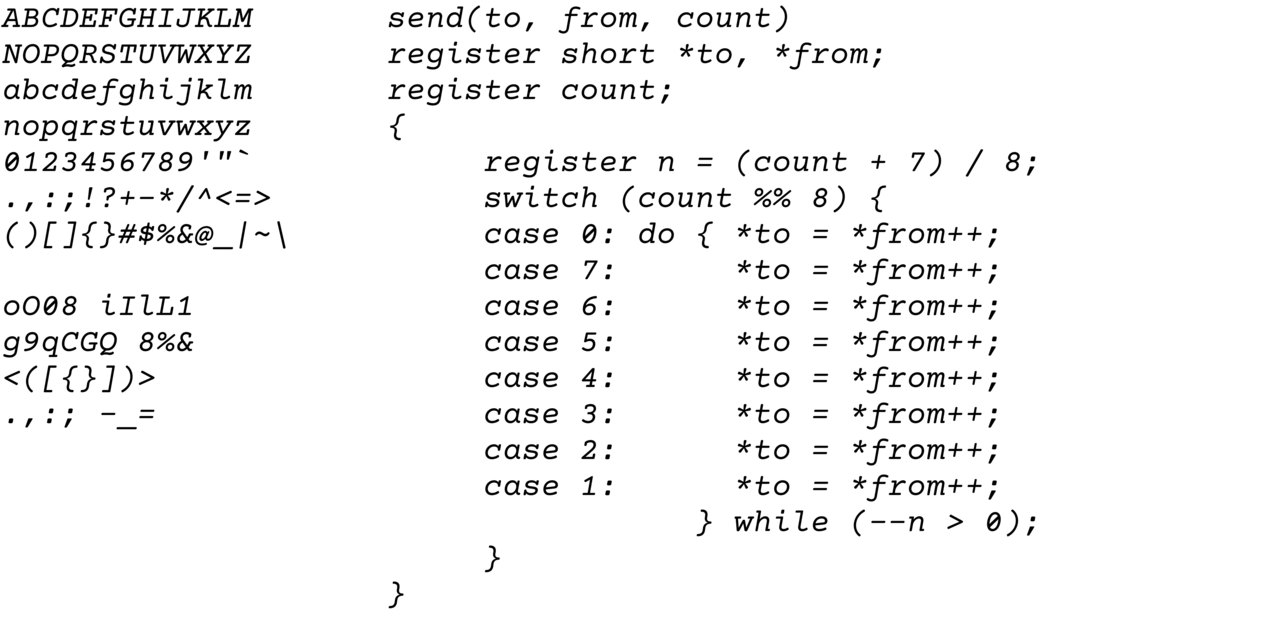 ABCDEFGHIJKLM
NOPQRSTUVWXYZ
abcdefghijklm
nopqrstuvwxyz
0123456789'"`
.,:;!?+-*/^<=>
()[]{}#$%&@_|~\
oO08 iIlL1
g9qCGQ 8%&
<([{}])>
.,:; -_=
send(to, from, count)
register short *to, *from;
register count;
{
     register n = (count + 7) / 8;
     switch (count %% 8) {
     case 0: do { *to = *from++;
     case 7:      *to = *from++;
     case 6:      *to = *from++;
     case 5:      *to = *from++;
     case 4:      *to = *from++;
     case 3:      *to = *from++;
     case 2:      *to = *from++;
     case 1:      *to = *from++;
                } while (--n > 0);
     }
}